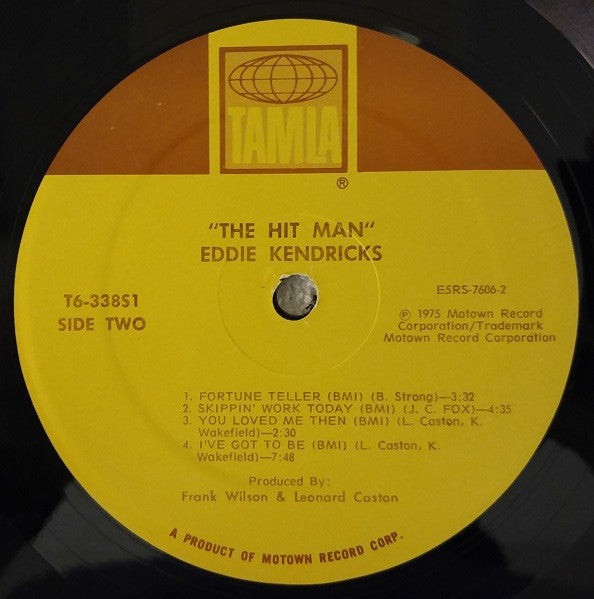 TAMLA
®
"THE HIT MAN"
EDDIE KENDRICKS
T6-338S1
SIDE TWO
E5RS-7606-2
℗ 1975 Motown Record
Corporation/Trademark
Motown Record Corporation
1. FORTUNE TELLER (BMI) (B. Strong)—3:32
2. SKIPPIN' WORK TODAY (BMI) (J. C. FOX)—4:35
3. YOU LOVED ME THEN (BMI) (L. Caston, K.
Wakefield)—2:30
4. I'VE GOT TO BE (BMI) (L. Caston, K.
Wakefield)—7:48
Produced By:
Frank Wilson & Leonard Caston
A PRODUCT OF MOTOWN RECORD CORP.